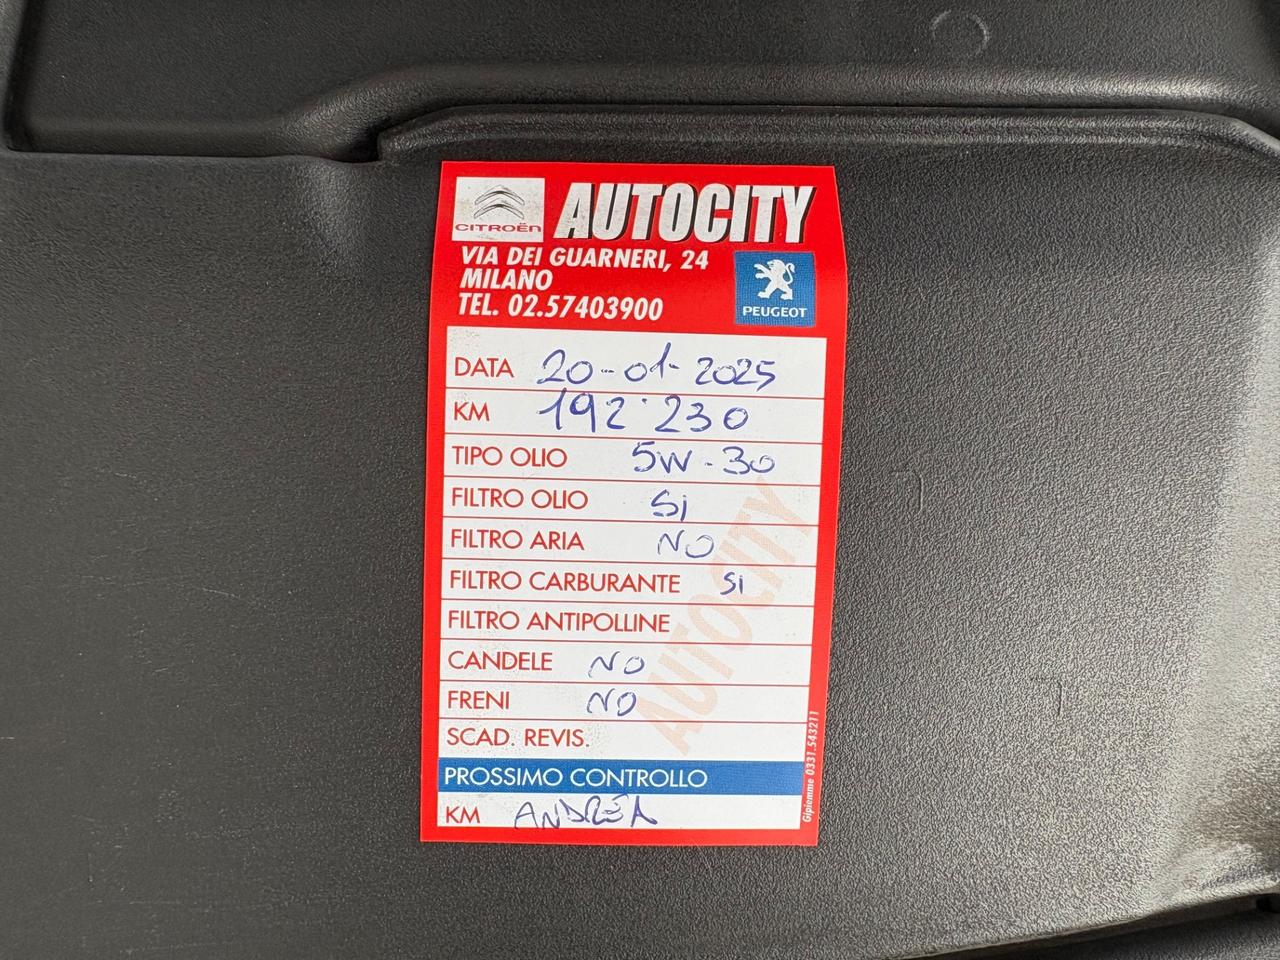 CITROËN
AUTOCITY
VIA DEI GUARNERI, 24
MILANO
TEL. 02.57403900
PEUGEOT
DATA 20-01-2025
KM 192.230
TIPO OLIO 5W-30
FILTRO OLIO Si
FILTRO ARIA NO
FILTRO CARBURANTE Si
FILTRO ANTIPOLLINE
CANDELE NO
FRENI NO
SCAD. REVIS.
PROSSIMO CONTROLLO
KM ANDREA
AUTOCITY
Gipiemme 0331.543211